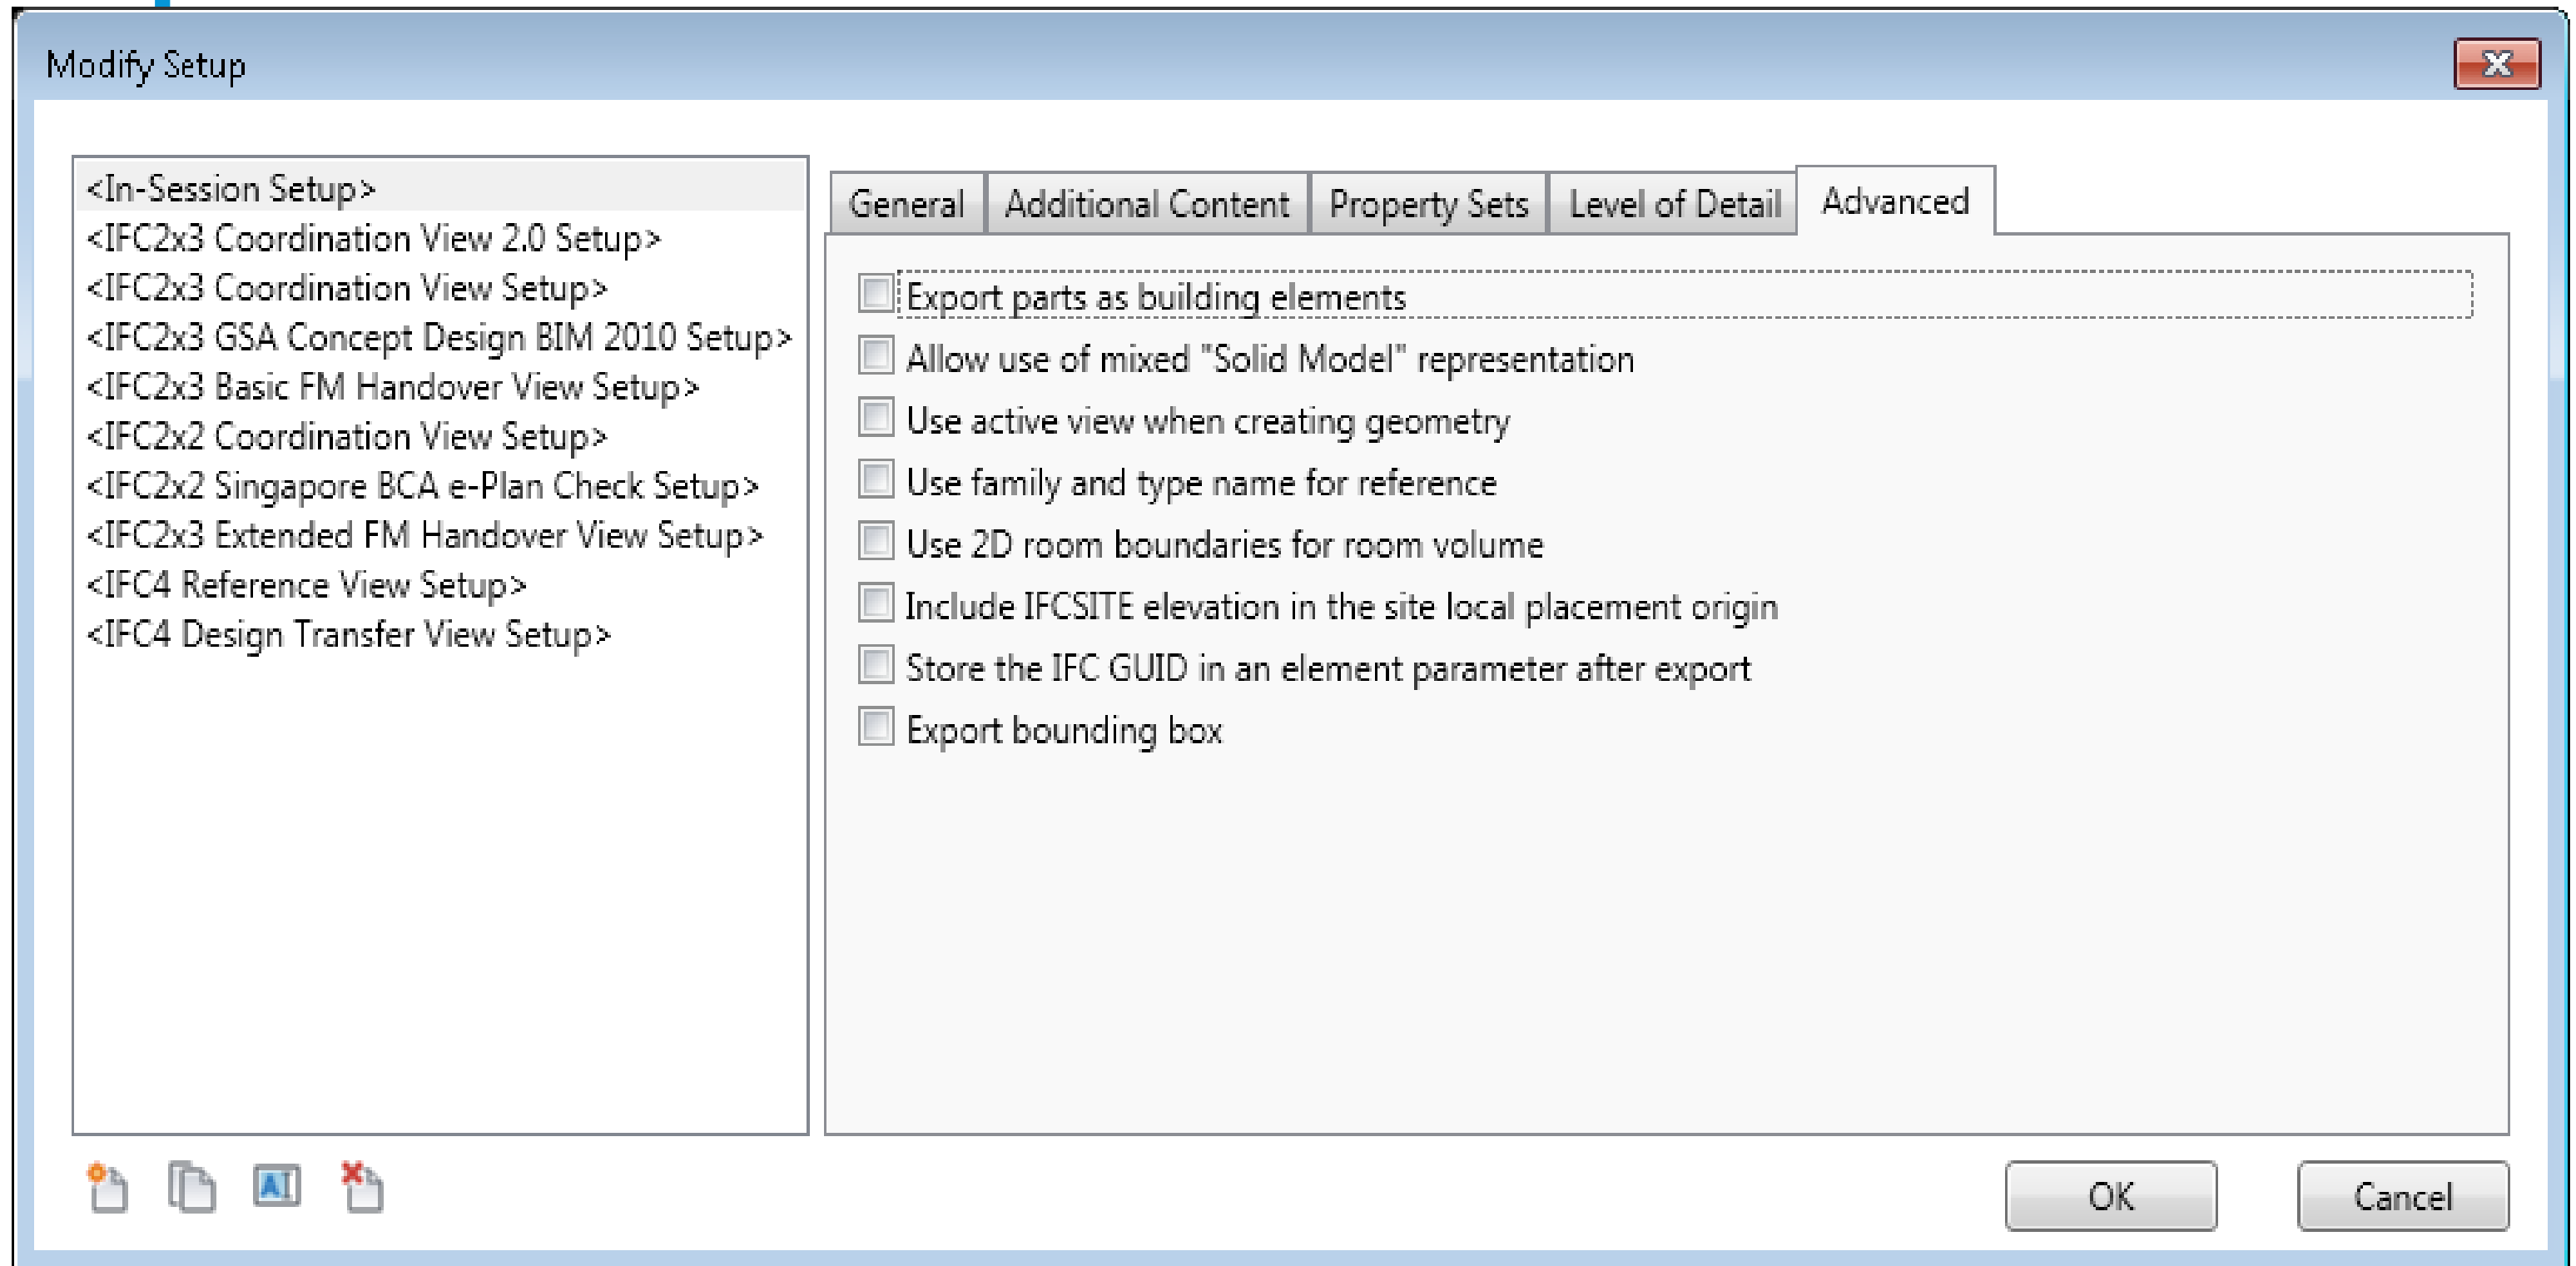 Modify Setup
<In-Session Setup>
<IFC2x3 Coordination View 2.0 Setup>
<IFC2x3 Coordination View Setup>
<IFC2x3 GSA Concept Design BIM 2010 Setup>
<IFC2x3 Basic FM Handover View Setup>
<IFC2x2 Coordination View Setup>
<IFC2x2 Singapore BCA e-Plan Check Setup>
<IFC2x3 Extended FM Handover View Setup>
<IFC4 Reference View Setup>
<IFC4 Design Transfer View Setup>
General Additional Content Property Sets Level of Detail Advanced
Export parts as building elements
Allow use of mixed "Solid Model" representation
Use active view when creating geometry
Use family and type name for reference
Use 2D room boundaries for room volume
Include IFCSITE elevation in the site local placement origin
Store the IFC GUID in an element parameter after export
Export bounding box
AI
OK Cancel